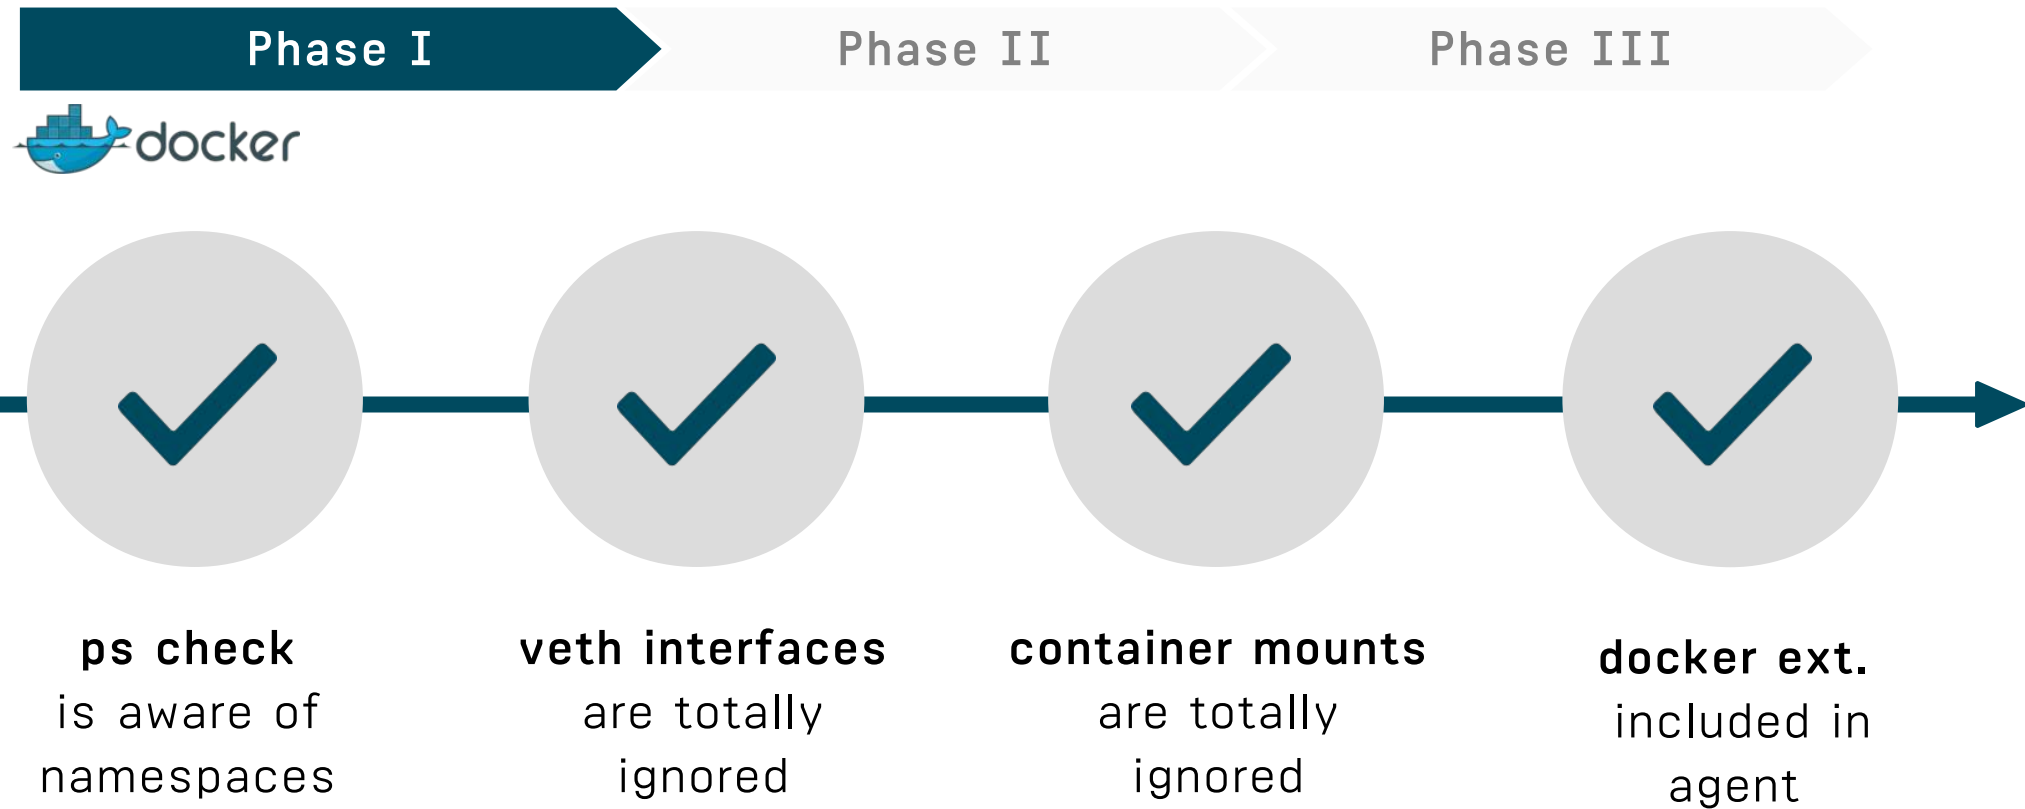 Phase I
Phase II
Phase III
docker
ps check
is aware of
namespaces
veth interfaces
are totally
ignored
container mounts
are totally
ignored
docker ext.
included in
agent